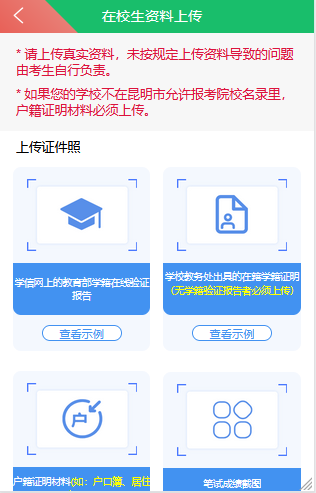 在校生资料上传
* 请上传真实资料，未按规定上传资料导致的问题
由考生自行负责。
* 如果您的学校不在昆明市允许报考院校名录里，
户籍证明材料必须上传。
上传证件照
学信网上的教育部学籍在线验证
报告
学校教务处出具的在籍学籍证明
（无学籍验证报告者必须上传）
查看示例
查看示例
户
户籍证明材料(如：户口簿、居住
笔试成绩截图